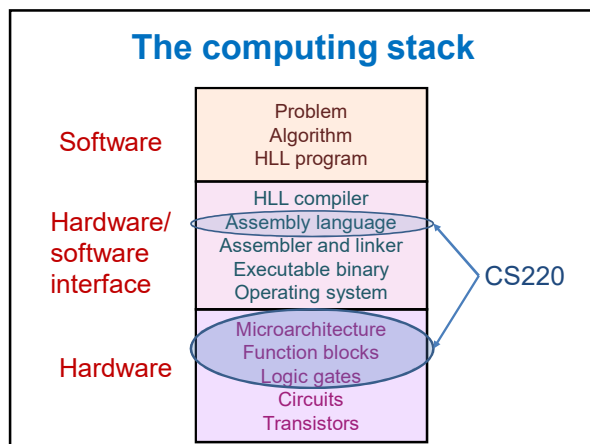 The computing stack
Software
Problem
Algorithm
HLL program
Hardware/
software
interface
HLL compiler
Assembly language
Assembler and linker
Executable binary
Operating system
CS220
Hardware
Microarchitecture
Function blocks
Logic gates
Circuits
Transistors